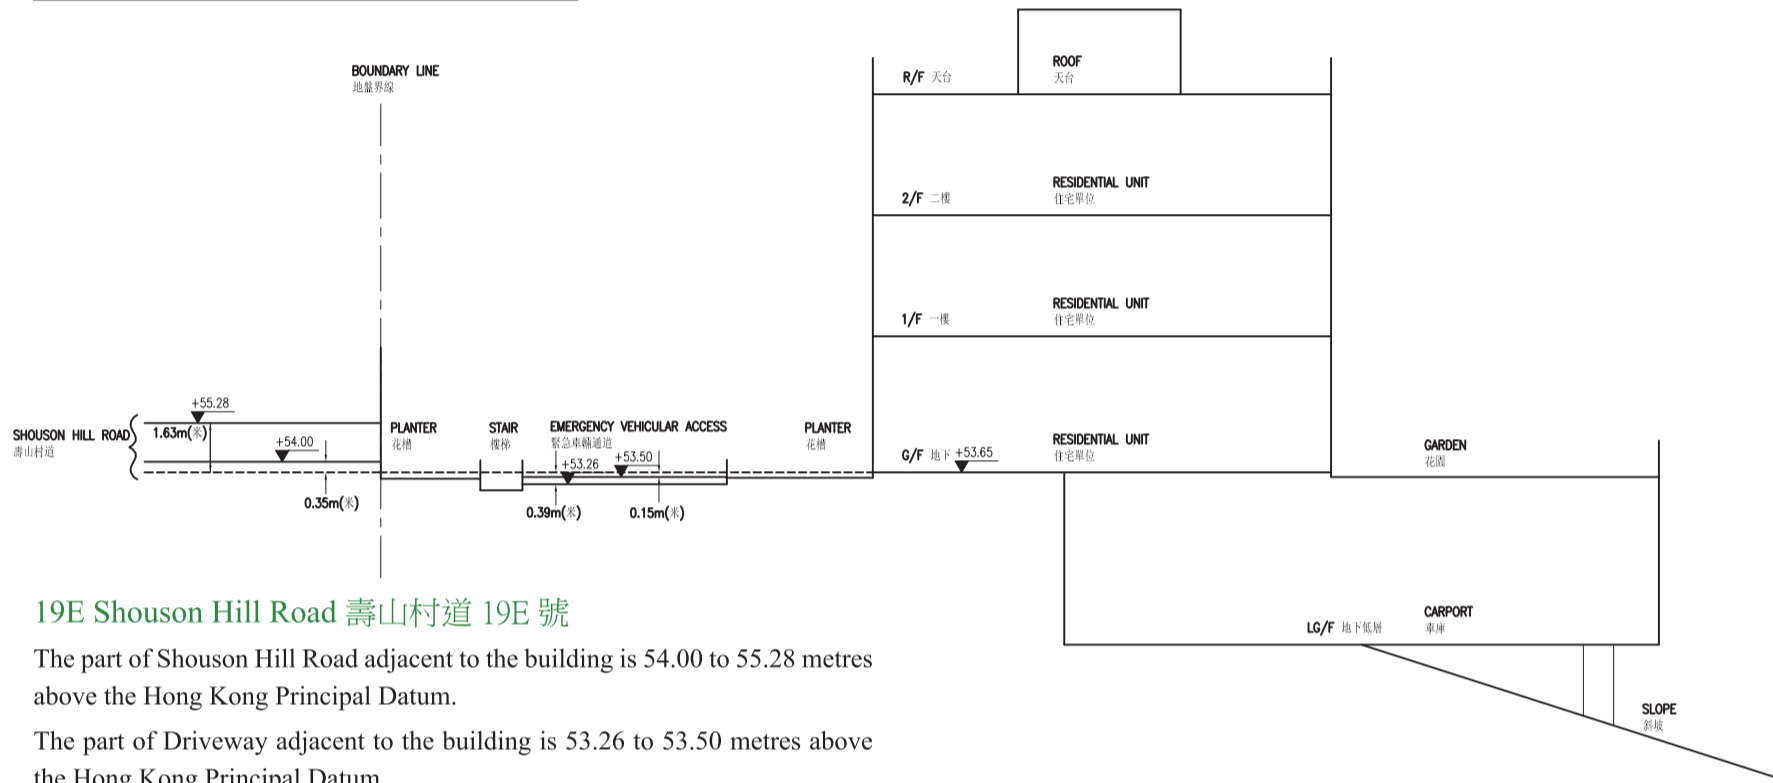 BOUNDARY LINE
地盤界線
R/F 天台
ROOF
天台
2/F 二樓
RESIDENTIAL UNIT
住宅單位
1/F 一樓
RESIDENTIAL UNIT
住宅單位
SHOUSON HILL ROAD
壽山村道
+55.28
1.63m(米)
+54.00
0.35m(米)
PLANTER
花槽
STAIR
樓梯
EMERGENCY VEHICULAR ACCESS
緊急車輛通道
+53.26
+53.50
0.39m(米)
0.15m(米)
PLANTER
花槽
G/F 地下 +53.65
RESIDENTIAL UNIT
住宅單位
GARDEN
花園
LG/F 地下低層
CARPORT
車庫
SLOPE
斜坡
19E Shouson Hill Road 壽山村道 19E 號
The part of Shouson Hill Road adjacent to the building is 54.00 to 55.28 metres
above the Hong Kong Principal Datum.
The part of Driveway adjacent to the building is 53.26 to 53.50 metres above
the Hong Kong Principal Datum